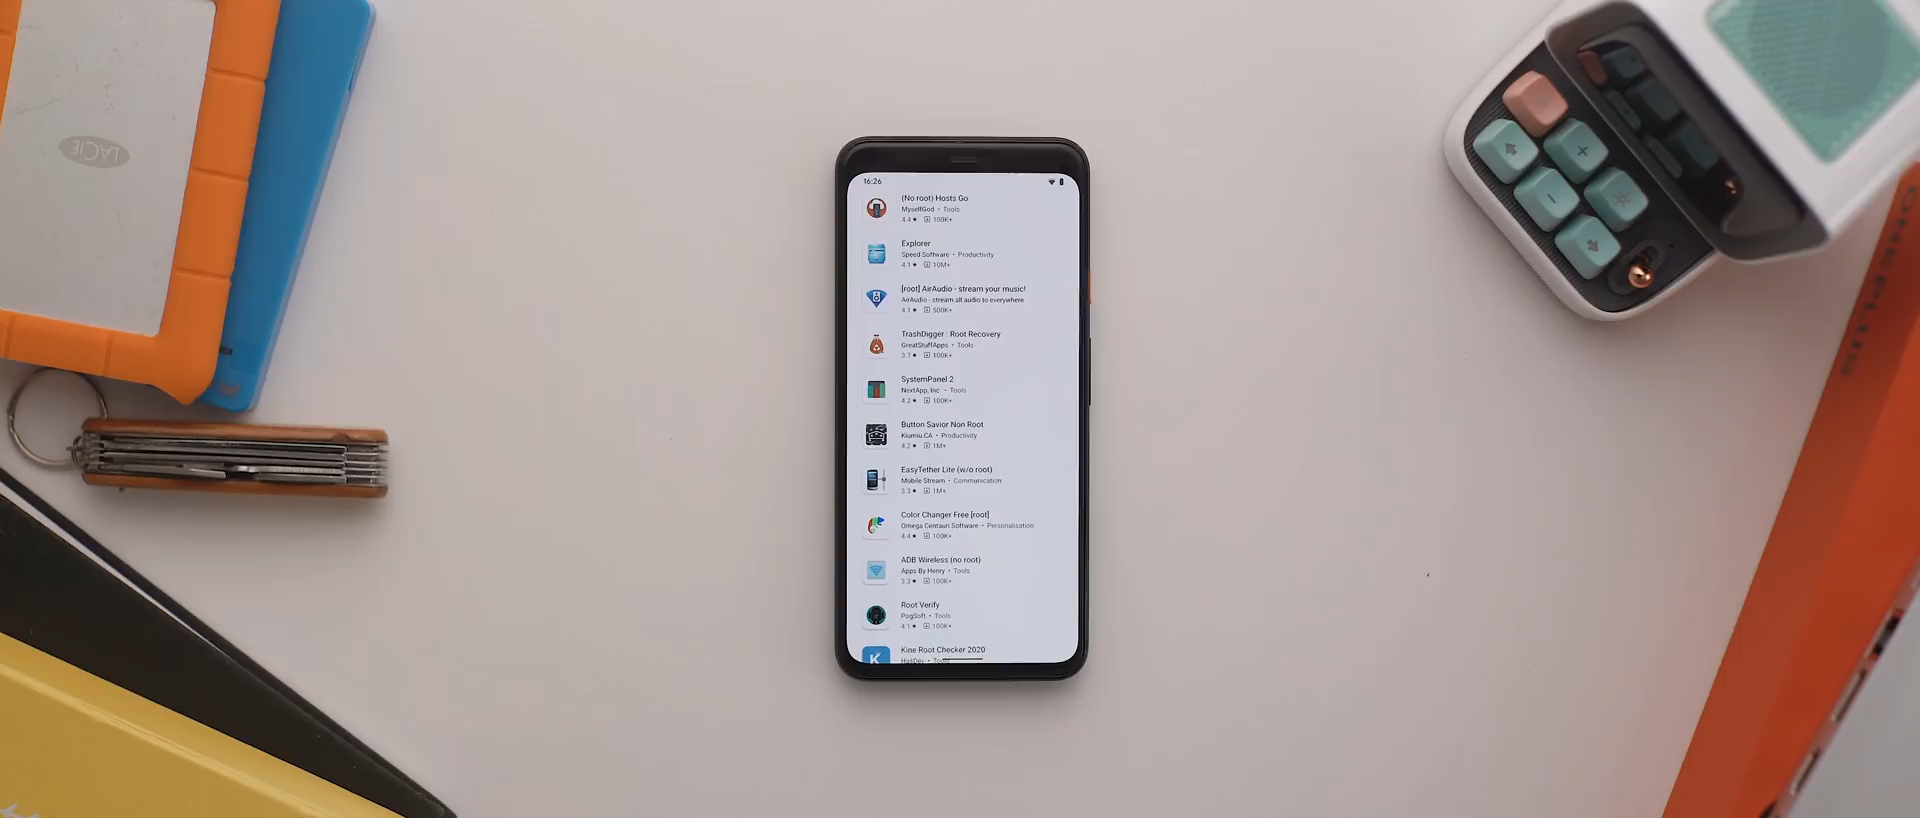 LACIE
16:26
(No root) Hosts Go
MyselfGod • Tools
4.4★ 100K+
Explorer
Speed Software • Productivity
4.1★ 10M+
[root] AirAudio - stream your music!
AirAudio - stream all audio to everywhere
4.1★ 500K+
TrashDigger : Root Recovery
GreatStuffApps • Tools
3.7★ 100K+
SystemPanel 2
NextApp, Inc. • Tools
4.2★ 100K+
Button Savior Non Root
Kiumiu.CA • Productivity
4.2★ 1M+
EasyTether Lite (w/o root)
Mobile Stream • Communication
3.3★ 1M+
Color Changer Free [root]
Omega Centauri Software • Personalisation
4.4★ 100K+
ADB Wireless (no root)
Apps By Henry • Tools
3.3★ 100K+
Root Verify
PogSoft • Tools
4.1★ 100K+
K
Kine Root Checker 2020
HatDev • Tools
ONEPLUS